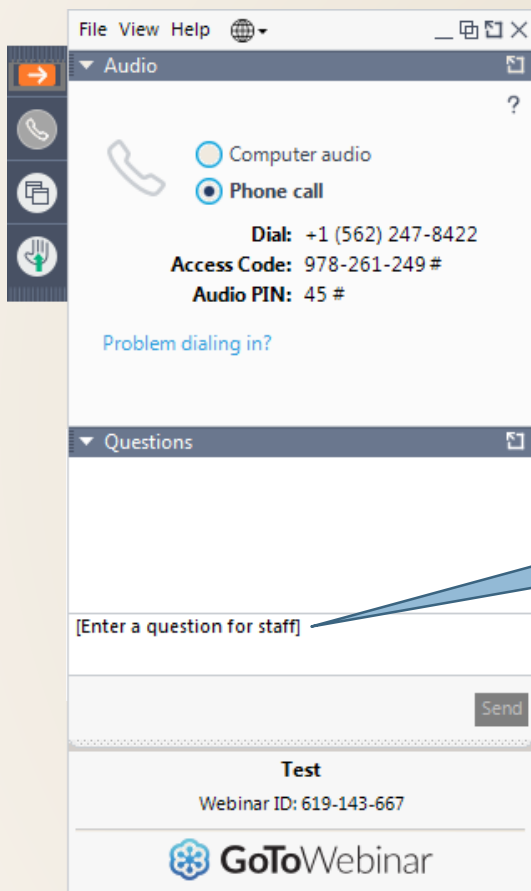 File View Help
Audio
?
Computer audio
Phone call
Dial: +1 (562) 247-8422
Access Code: 978-261-249 #
Audio PIN: 45 #
Problem dialing in?
Questions
[Enter a question for staff]
Send
Test
Webinar ID: 619-143-667
GoToWebinar